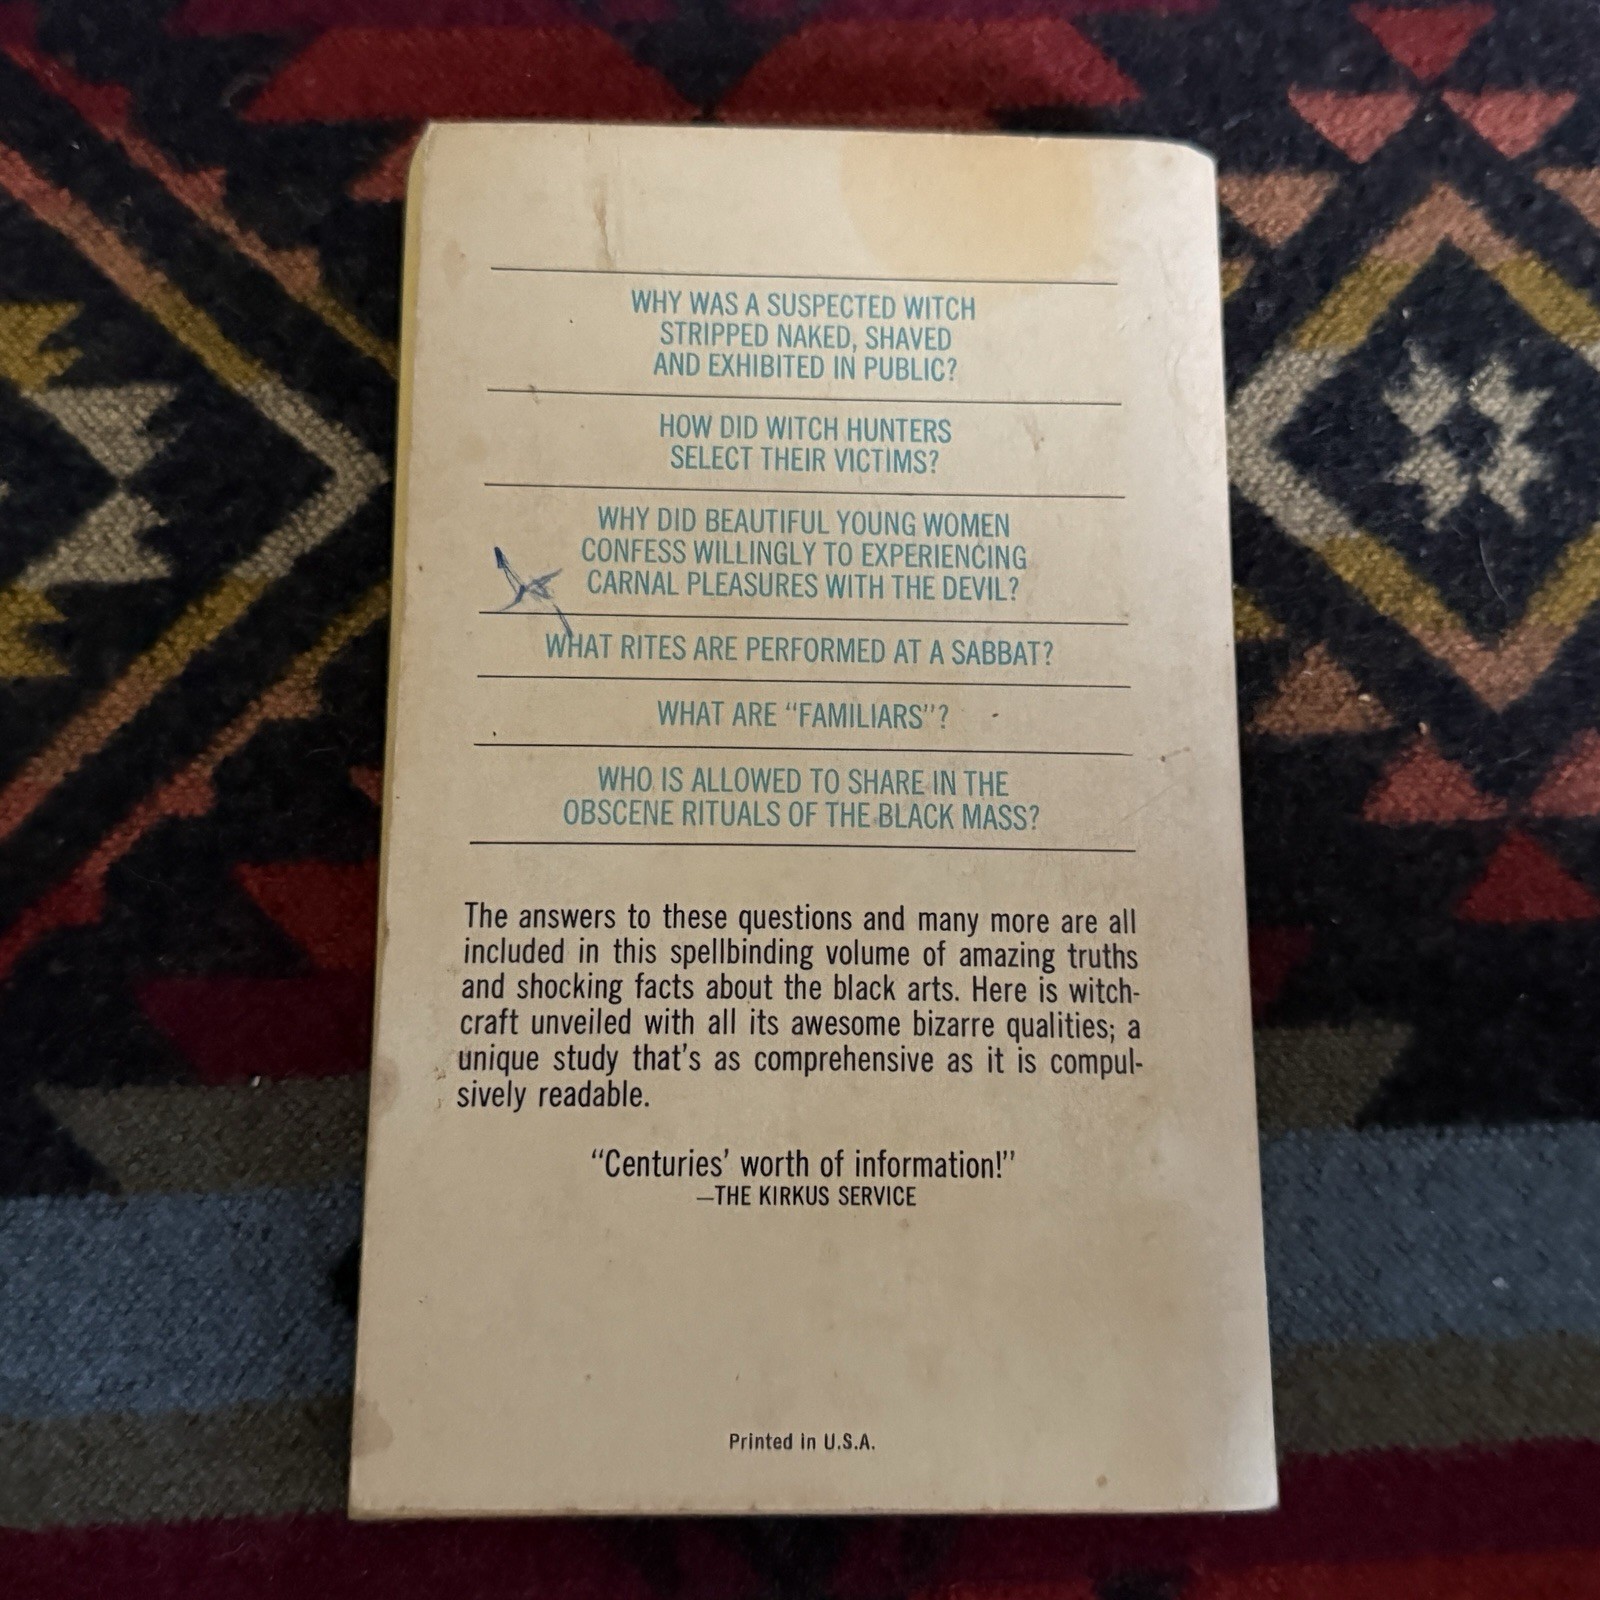 WHY WAS A SUSPECTED WITCH
STRIPPED NAKED, SHAVED
AND EXHIBITED IN PUBLIC?
HOW DID WITCH HUNTERS
SELECT THEIR VICTIMS?
WHY DID BEAUTIFUL YOUNG WOMEN
CONFESS WILLINGLY TO EXPERIENCING
CARNAL PLEASURES WITH THE DEVIL?
WHAT RITES ARE PERFORMED AT A SABBAT?
WHAT ARE “FAMILIARS”?
WHO IS ALLOWED TO SHARE IN THE
OBSCENE RITUALS OF THE BLACK MASS?
The answers to these questions and many more are all
included in this spellbinding volume of amazing truths
and shocking facts about the black arts. Here is witch-
craft unveiled with all its awesome bizarre qualities; a
unique study that's as comprehensive as it is compul-
sively readable.
“Centuries’ worth of information!”
—THE KIRKUS SERVICE
Printed in U.S.A.